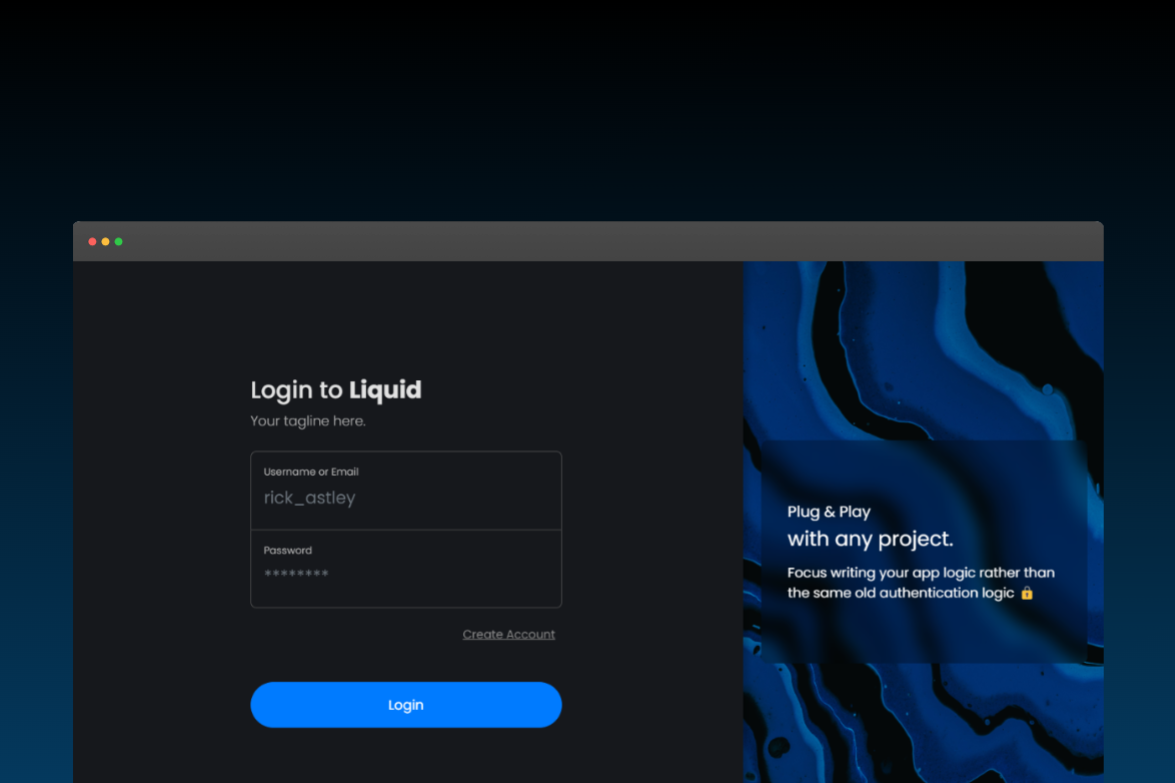 Login to Liquid
Your tagline here.
Username or Email
rick_astley
Password
********
Create Account
Login
Plug & Play
with any project.
Focus writing your app logic rather than
the same old authentication logic 🔒